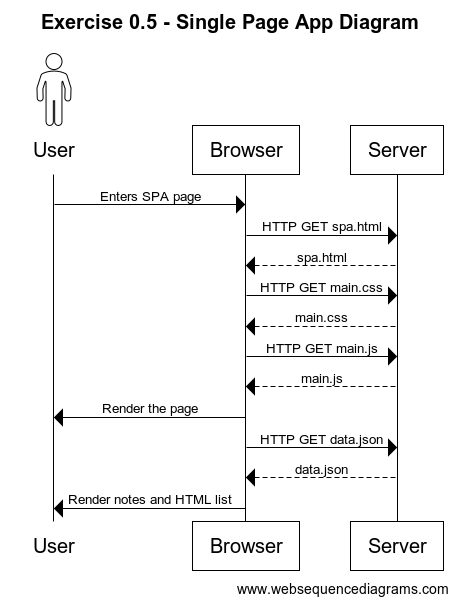 Exercise 0.5 - Single Page App Diagram
User
Browser
Server
Enters SPA page
HTTP GET spa.html
spa.html
HTTP GET main.css
main.css
HTTP GET main.js
main.js
Render the page
HTTP GET data.json
data.json
Render notes and HTML list
User
Browser
Server
www.websequencediagrams.com